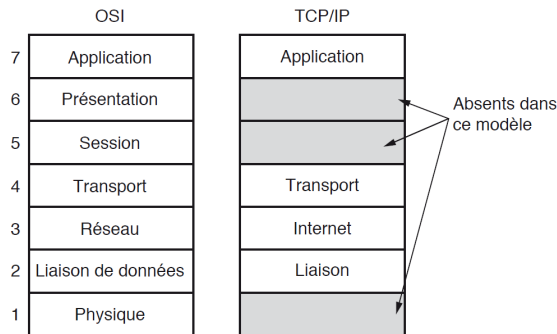 OSI TCP/IP
7 Application Application
6 Présentation
Absents dans
ce modèle
5 Session
4 Transport Transport
3 Réseau Internet
2 Liaison de données Liaison
1 Physique